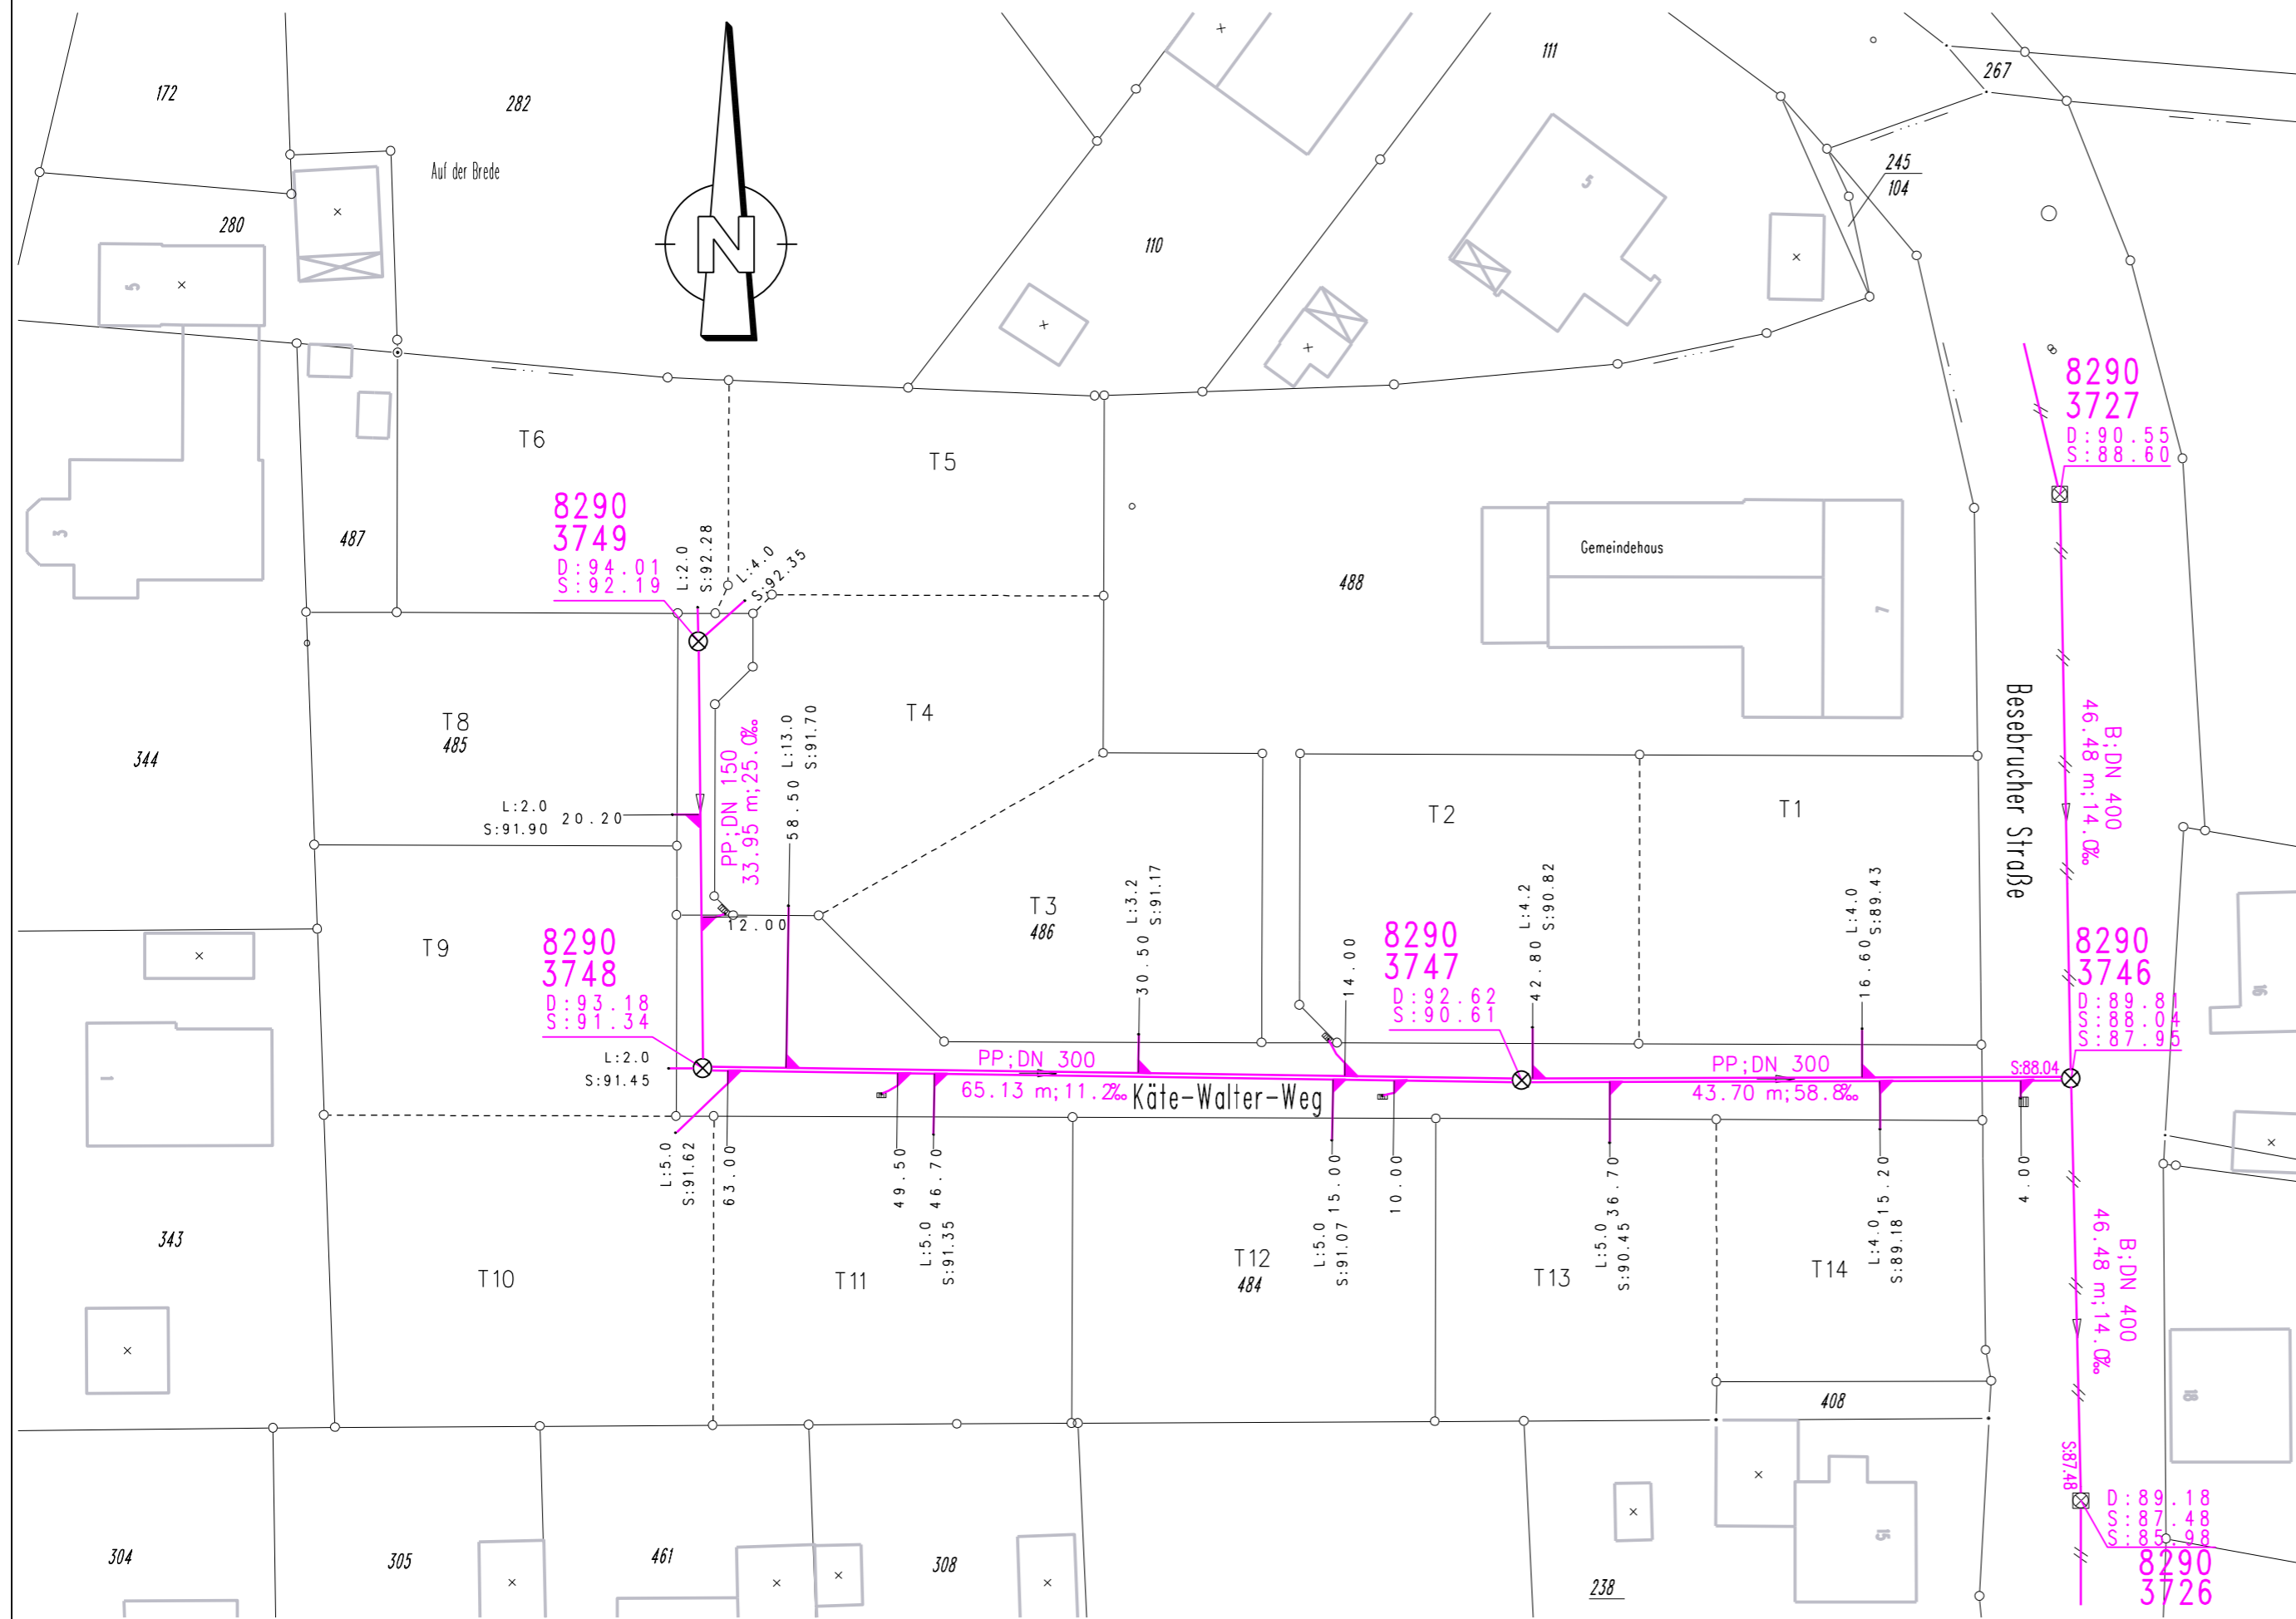 172
282
Auf der Brede
280
5
N
110
111
5
267
245
104
3
487
T6
T5
8290
3749
D:94.01
S:92.19
L:2.0
S:92.28
L:4.0
S:92.35
488
Gemeindehaus
7
8290
3727
D:90.55
S:88.60
344
T8
485
L:2.0
S:91.90
20.20
PP;DN 150
33.95 m;25.0‰
58.50 L:13.0
S:91.70
T4
T2
T1
Besebrucher Straße
B;DN 400
46.48 m;14.0‰
T9
12.00
T3
486
30.50 L:3.2
S:91.17
14.00
42.80 L:4.2
S:90.82
16.60 L:4.0
S:89.43
8290
3748
D:93.18
S:91.34
8290
3747
D:92.62
S:90.61
8290
3746
D:89.81
S:88.04
S:87.95
16
1
L:2.0
S:91.45
PP;DN 300
65.13 m;11.2‰
Käte-Walter-Weg
PP;DN 300
43.70 m;58.8‰
S:88.04
L:5.0
S:91.62
63.00
49.50
L:5.0 46.70
S:91.35
L:5.0
S:91.07 15.00
10.00
L:5.0
S:90.45 36.70
L:4.0 15.20
S:89.18
4.00
343
T10
T11
T12
484
T13
T14
B;DN 400
46.48 m;14.0‰
408
18
S:87.48
D:89.18
S:87.48
S:85.98
8290
3726
304
305
461
308
238
15